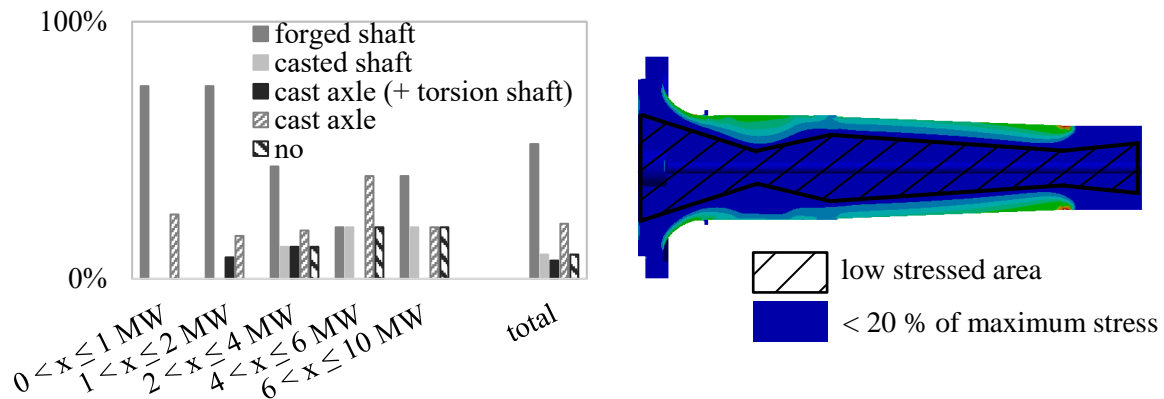 100%
forged shaft
casted shaft
cast axle (+ torsion shaft)
cast axle
no
0%
0 < x ≤ 1 MW
1 < x ≤ 2 MW
2 < x ≤ 4 MW
4 < x ≤ 6 MW
6 < x ≤ 10 MW
total
low stressed area
< 20 % of maximum stress